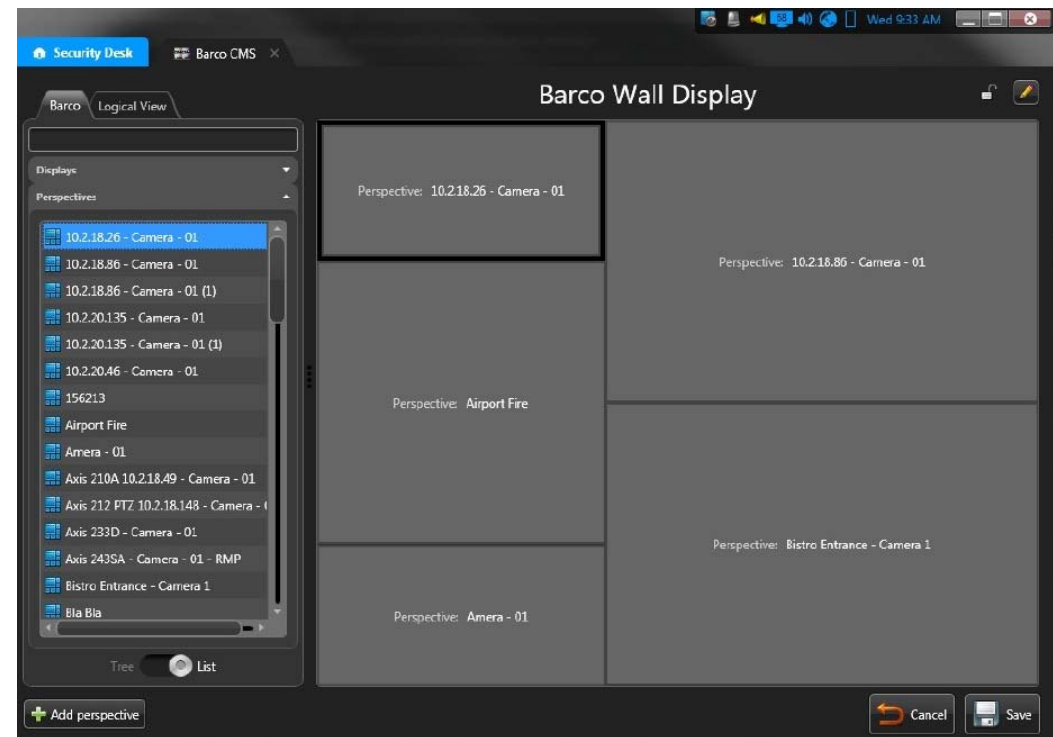 58 Wed 9:33 AM
Security Desk
Barco CMS
Barco
Logical View
Barco Wall Display
Displays
Perspectives
10.2.18.26 - Camera - 01
10.2.18.86 - Camera - 01
10.2.18.86 - Camera - 01 (1)
10.2.20.135 - Camera - 01
10.2.20.135 - Camera - 01 (1)
10.2.20.46 - Camera - 01
156213
Airport Fire
Amera - 01
Axis 210A 10.2.18.49 - Camera - 01
Axis 212 PTZ 10.2.18.148 - Camera - (
Axis 233D - Camera - 01
Axis 243SA - Camera - 01 - RMP
Bistro Entrance - Camera 1
Bla Bla
Tree
List
Perspective: 10.2.18.26 - Camera - 01
Perspective: 10.2.18.86 - Camera - 01
Perspective: Airport Fire
Perspective: Bistro Entrance - Camera 1
Perspective: Amera - 01
Add perspective
Cancel
Save